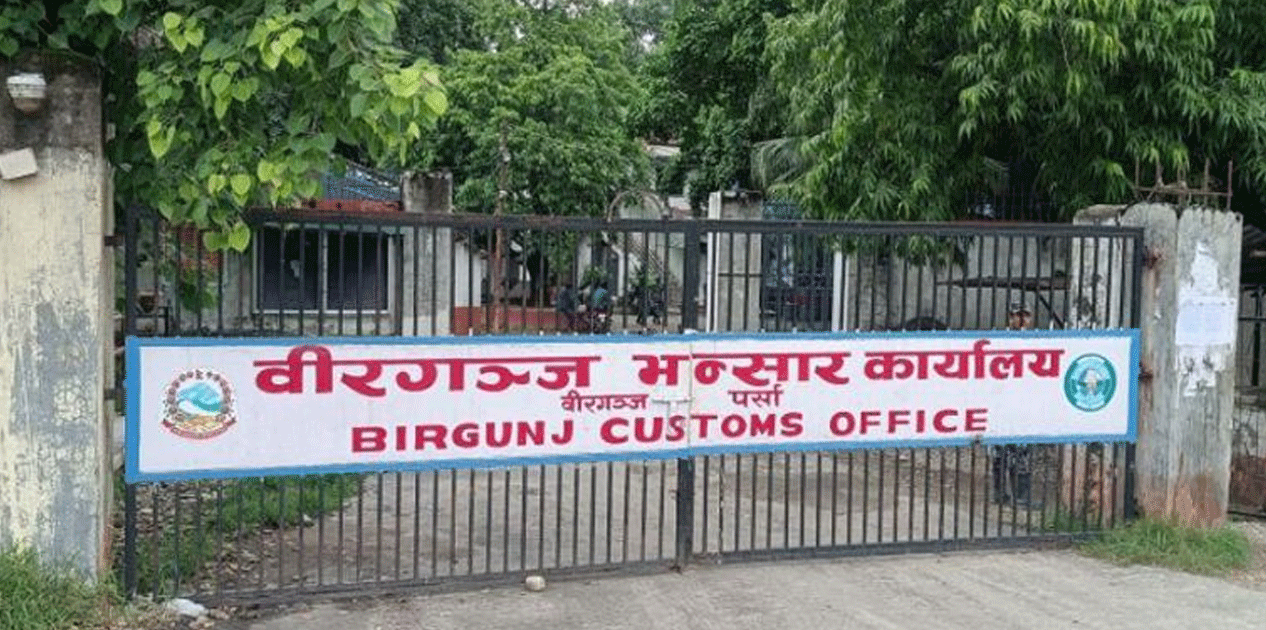 वीरगञ्ज भन्सार कार्यालय
वीरगञ्ज पर्सा
BIRGUNJ CUSTOMS OFFICE